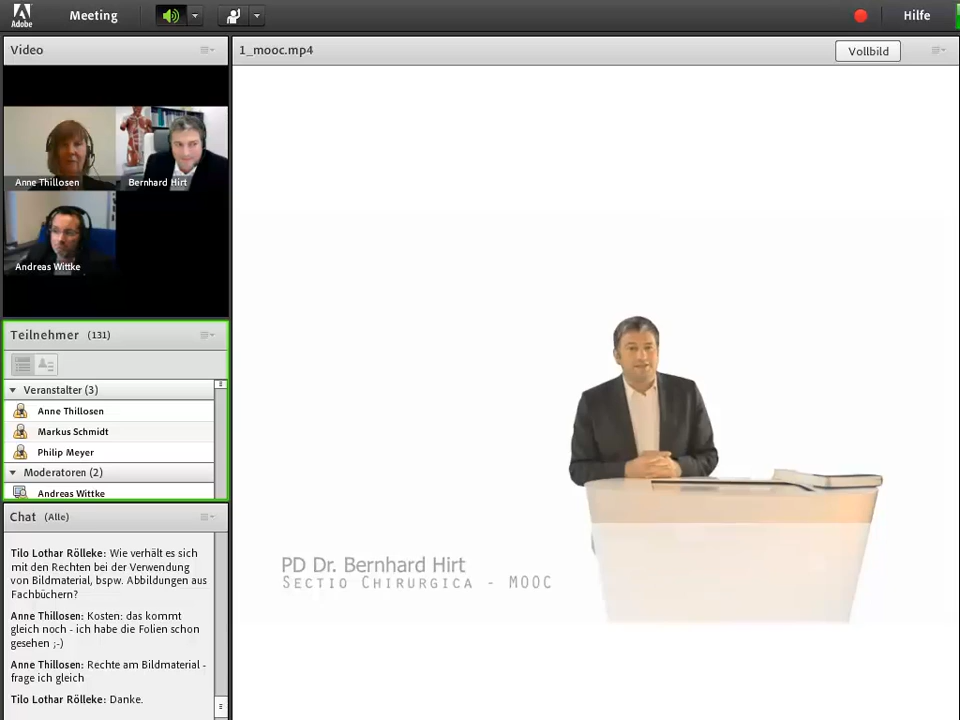 Adobe
Meeting
Hilfe
Video
1_mooc.mp4
Vollbild
Anne Thillosen
Bernhard Hirt
Andreas Wittke
Teilnehmer (131)
Veranstalter (3)
Anne Thillosen
Markus Schmidt
Philip Meyer
Moderatoren (2)
Andreas Wittke
Chat (Alle)
Tilo Lothar Rölleke: Wie verhält es sich
mit den Rechten bei der Verwendung
von Bildmaterial, bspw. Abbildungen aus
Fachbüchern?
Anne Thillosen: Kosten: das kommt
gleich noch - ich habe die Folien schon
gesehen ;-)
Anne Thillosen: Rechte am Bildmaterial -
frage ich gleich
Tilo Lothar Rölleke: Danke.
PD Dr. Bernhard Hirt
SECTIO CHIRURGICA - MOOC